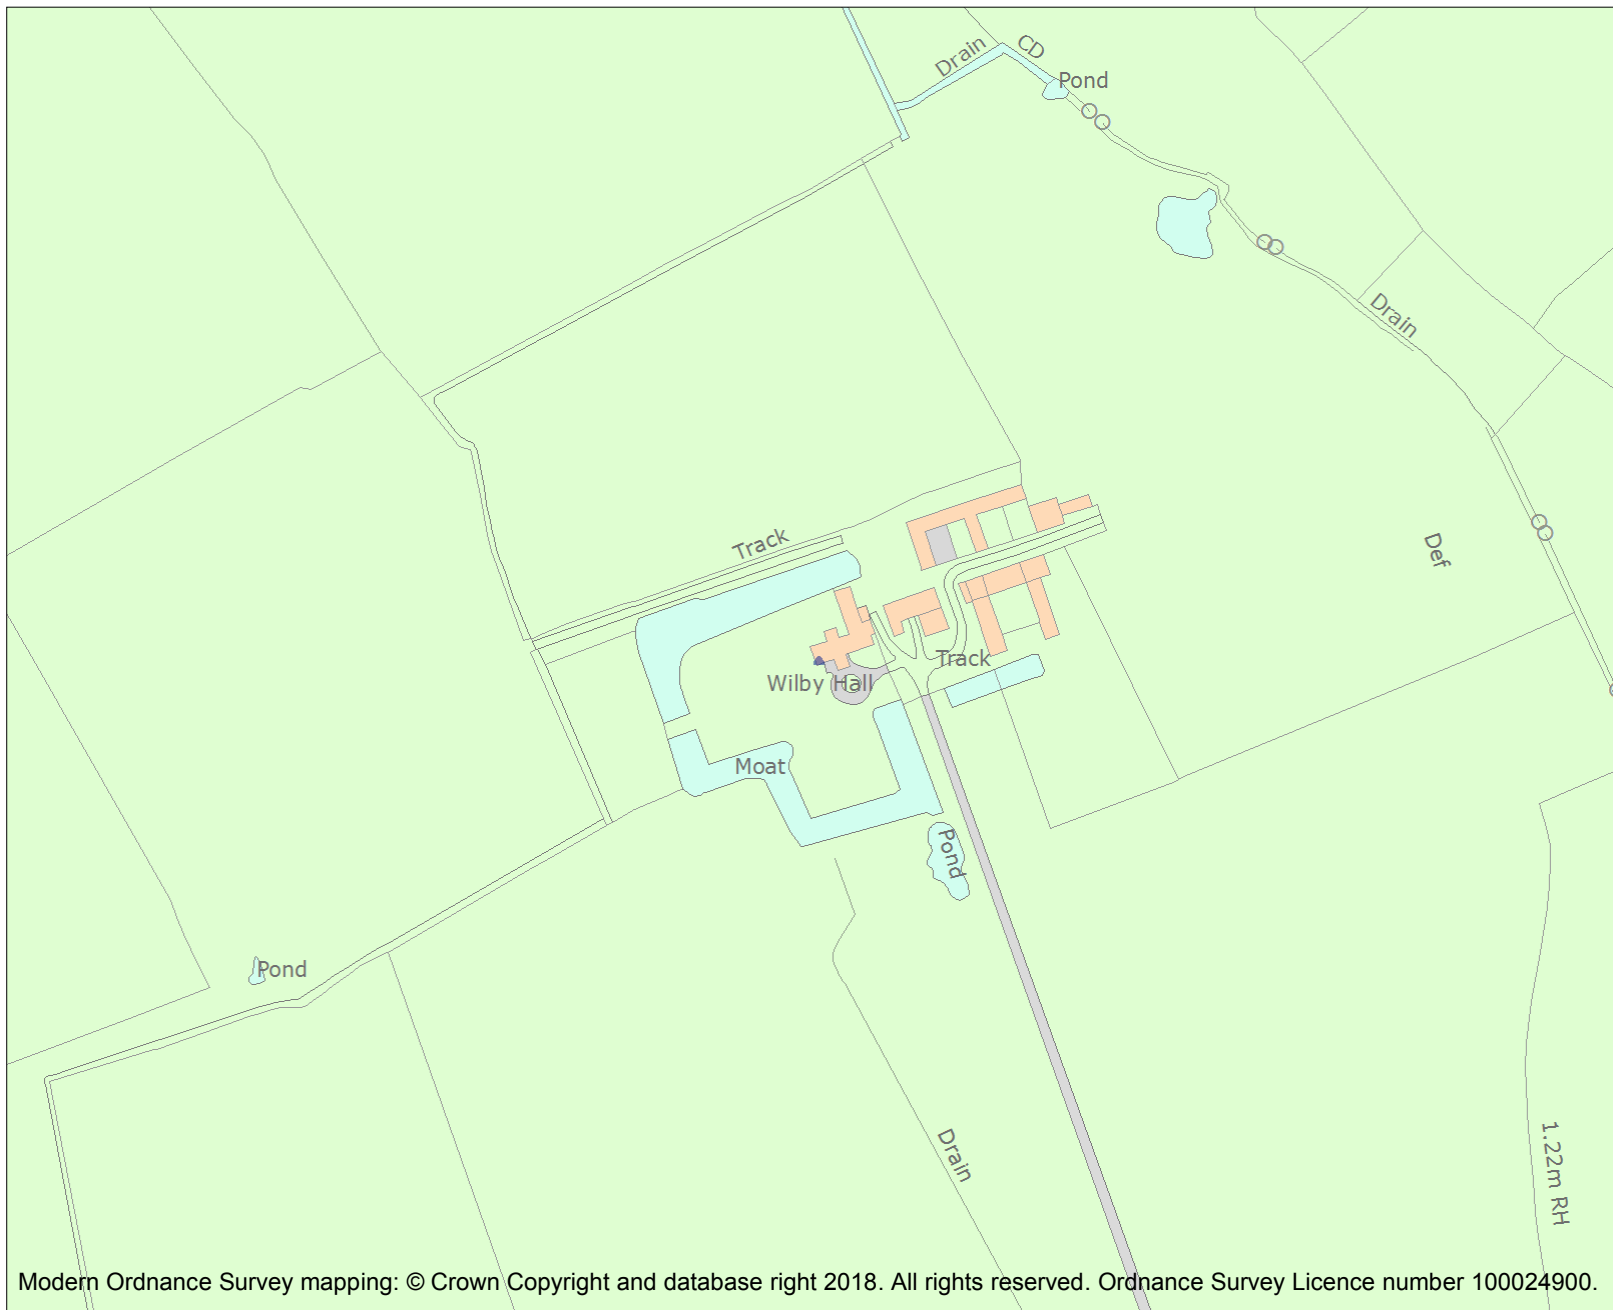 Drain
CD
Pond
Drain
Def
Track
Track
Wilby Hall
Moat
Pond
Pond
Drain
1.22m RH
Modern Ordnance Survey mapping: © Crown Copyright and database right 2018. All rights reserved. Ordnance Survey Licence number 100024900.